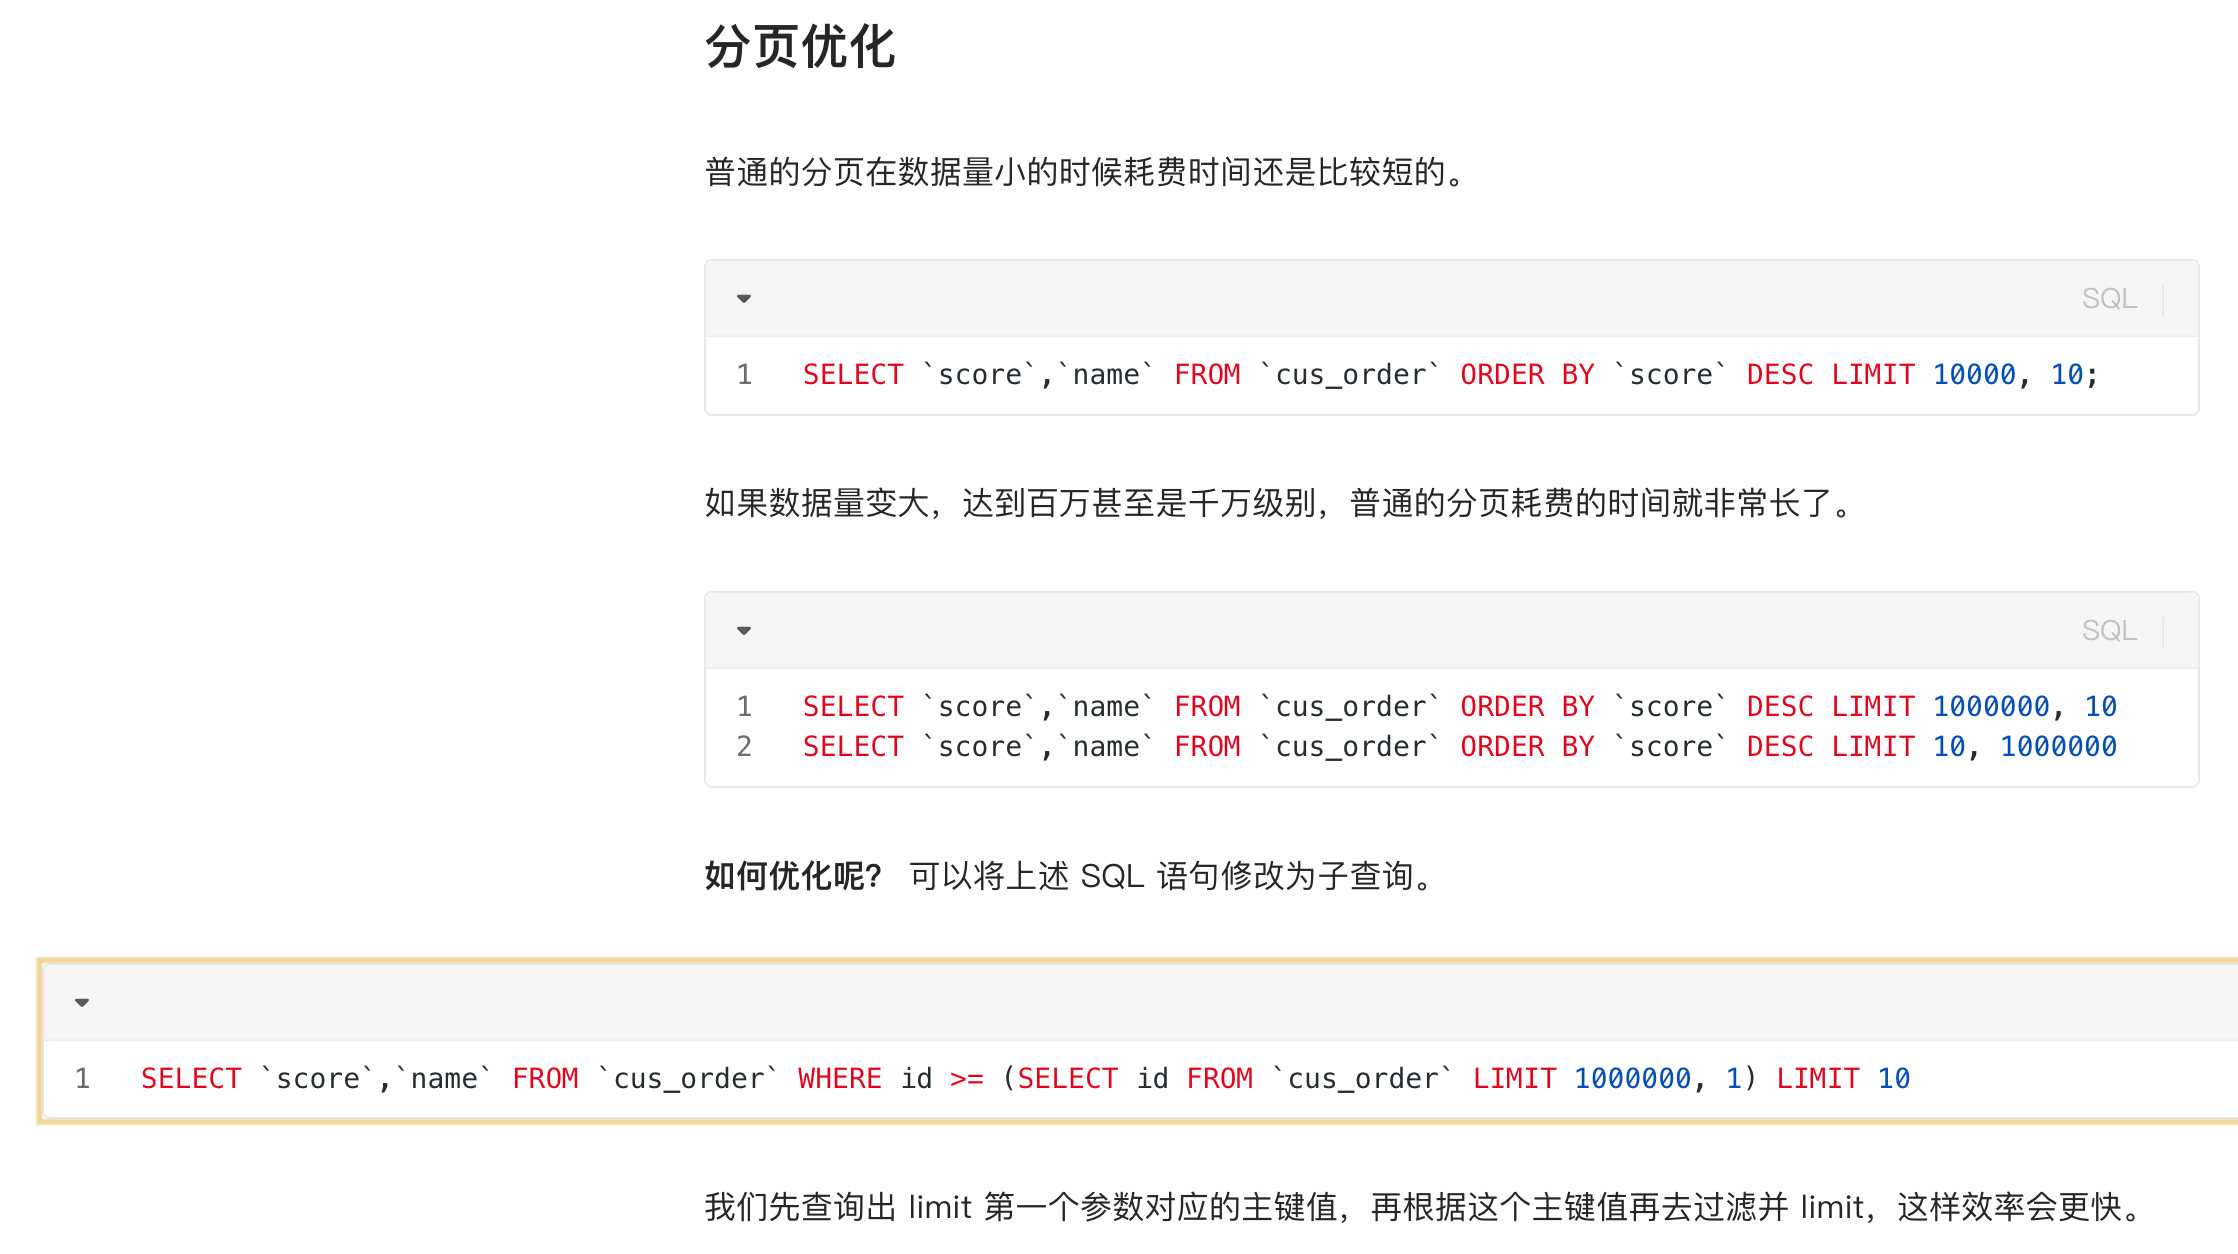 分页优化
普通的分页在数据量小的时候耗费时间还是比较短的。
SQL
1 SELECT `score`,`name` FROM `cus_order` ORDER BY `score` DESC LIMIT 10000, 10;
如果数据量变大，达到百万甚至是千万级别，普通的分页耗费的时间就非常长了。
SQL
1 SELECT `score`,`name` FROM `cus_order` ORDER BY `score` DESC LIMIT 1000000, 10
2 SELECT `score`,`name` FROM `cus_order` ORDER BY `score` DESC LIMIT 10, 1000000
如何优化呢？ 可以将上述 SQL 语句修改为子查询。
1 SELECT `score`,`name` FROM `cus_order` WHERE id >= (SELECT id FROM `cus_order` LIMIT 1000000, 1) LIMIT 10
我们先查询出 limit 第一个参数对应的主键值，再根据这个主键值再去过滤并 limit，这样效率会更快。